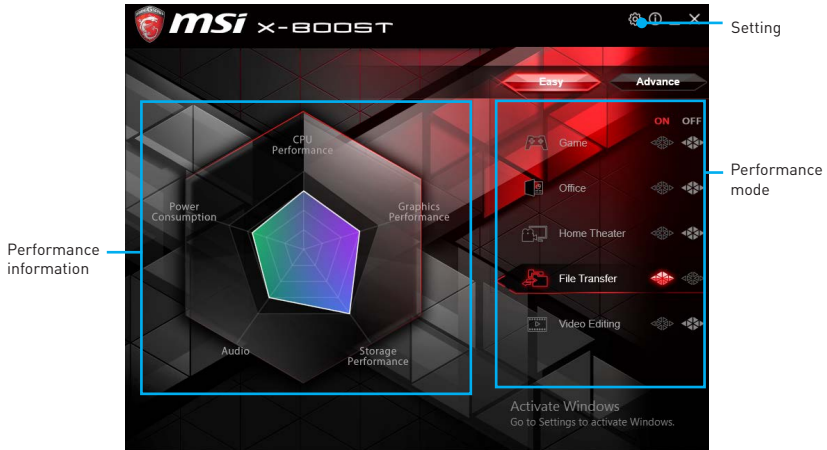 msi X-BOOST
Setting
Easy
Advance
ON OFF
CPU
Performance
Graphics
Performance
Storage
Performance
Audio
Power
Consumption
Performance
information
Game
Office
Home Theater
File Transfer
Video Editing
Performance
mode
Activate Windows
Go to Settings to activate Windows.